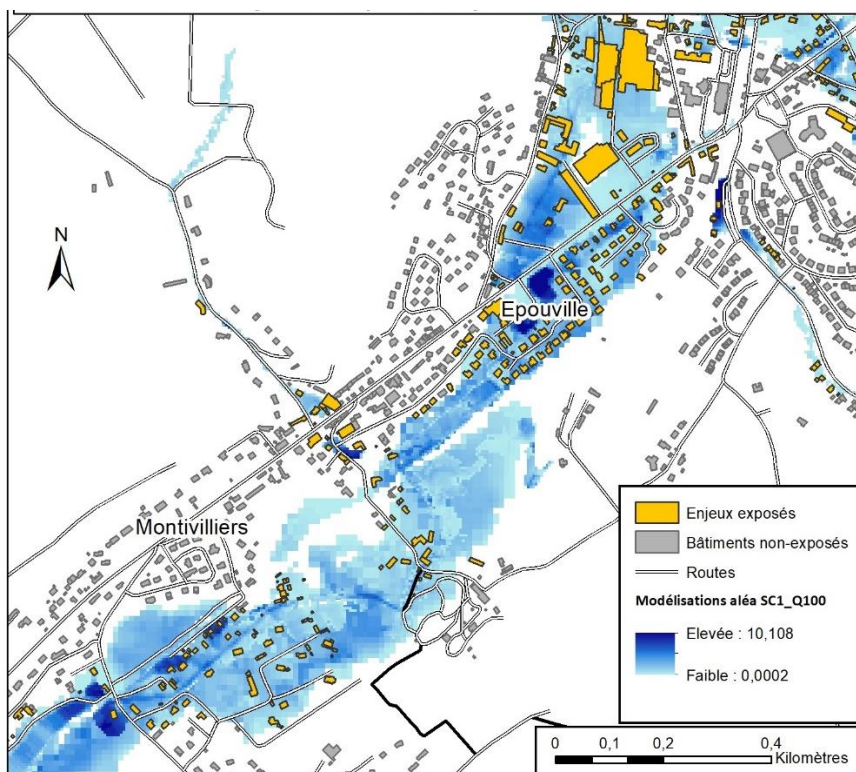 N
Epouville
Montivilliers
Enjeux exposés
Bâtiments non-exposés
Routes
Modélisations aléa SC1_Q100
Elevée : 10,108
Faible : 0,0002
0 0,1 0,2 0,4
Kilomètres